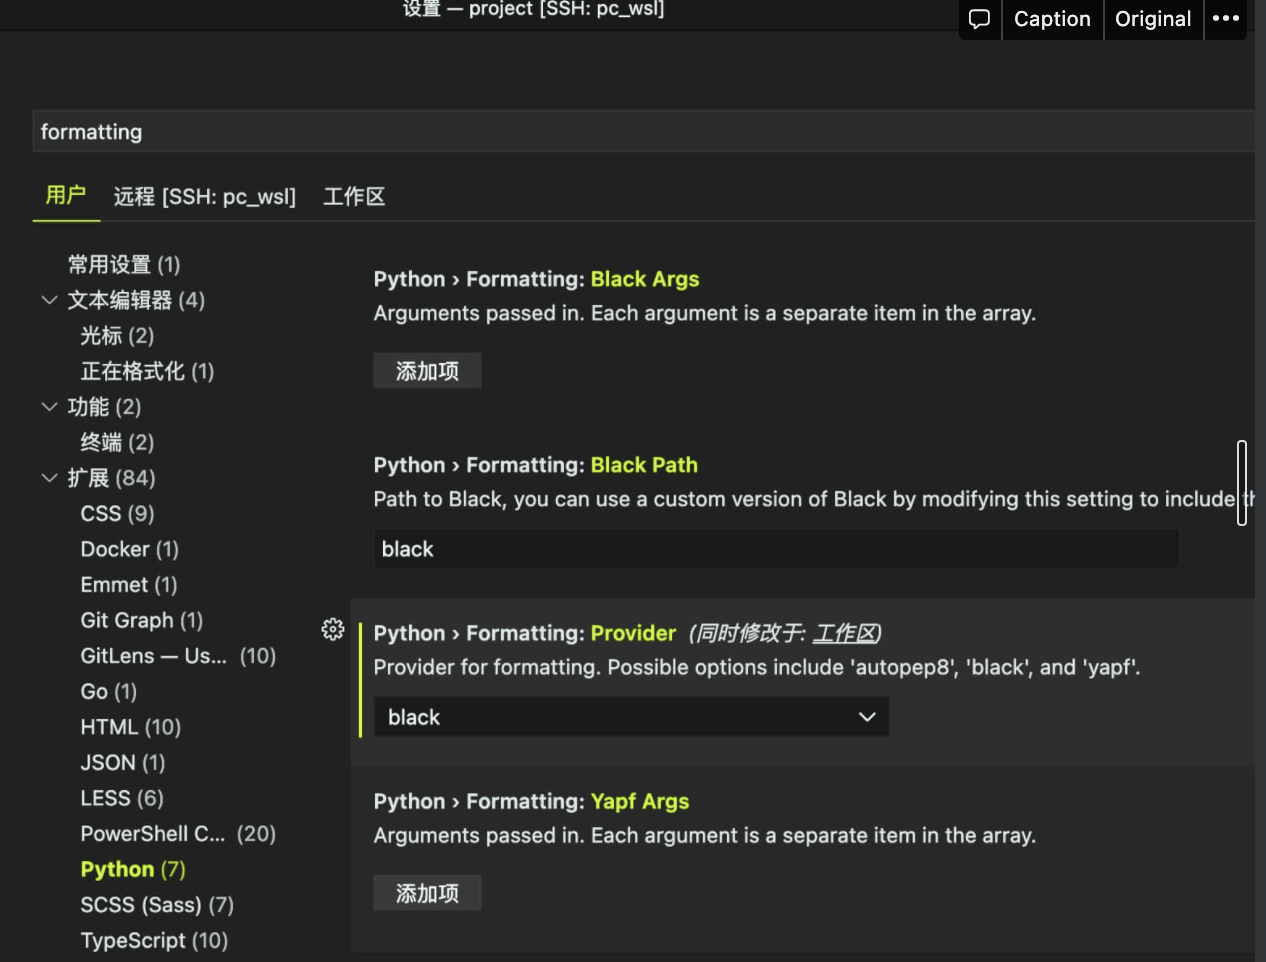 设置 — project [SSH: pc_wsl]
Caption
Original
formatting
用户
远程 [SSH: pc_wsl]
工作区
常用设置 (1)
文本编辑器 (4)
光标 (2)
正在格式化 (1)
功能 (2)
终端 (2)
扩展 (84)
CSS (9)
Docker (1)
Emmet (1)
Git Graph (1)
GitLens — Us... (10)
Go (1)
HTML (10)
JSON (1)
LESS (6)
PowerShell C... (20)
Python (7)
SCSS (Sass) (7)
TypeScript (10)
Python › Formatting: Black Args
Arguments passed in. Each argument is a separate item in the array.
添加项
Python › Formatting: Black Path
Path to Black, you can use a custom version of Black by modifying this setting to include
black
Python › Formatting: Provider (同时修改于: 工作区)
Provider for formatting. Possible options include 'autopep8', 'black', and 'yapf'.
black
Python › Formatting: Yapf Args
Arguments passed in. Each argument is a separate item in the array.
添加项